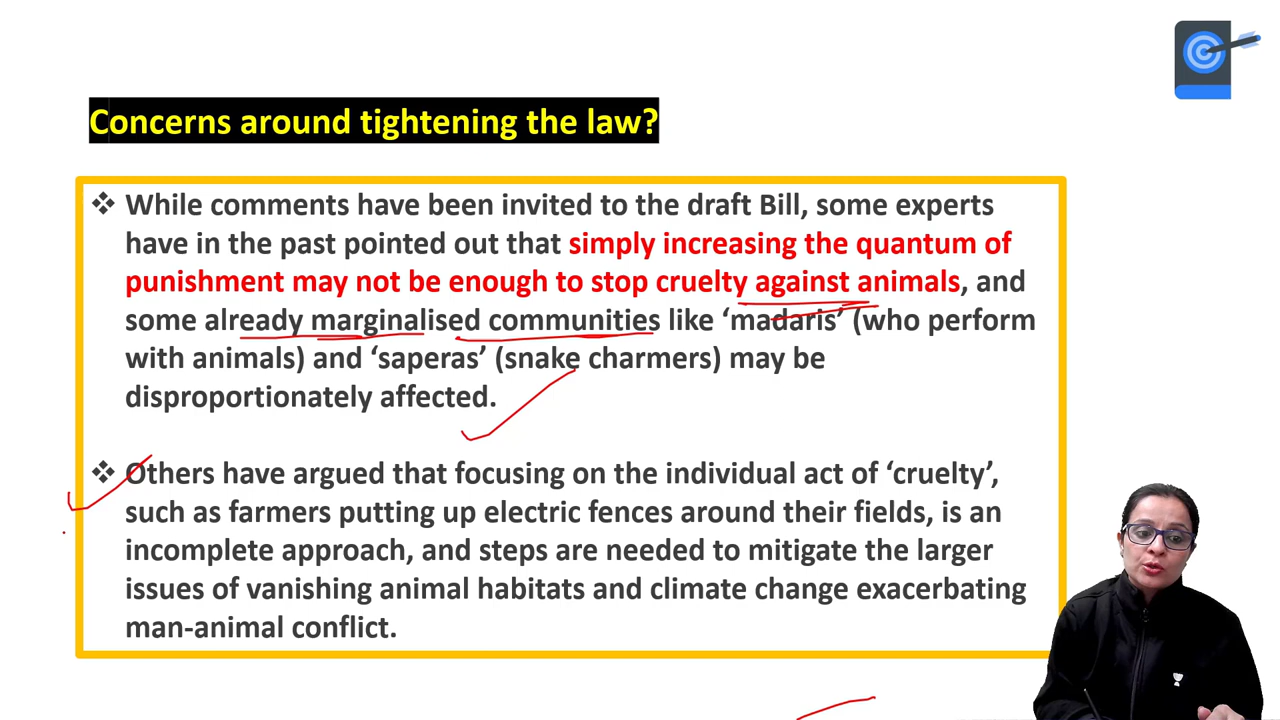 Concerns around tightening the law?
❖ While comments have been invited to the draft Bill, some experts
have in the past pointed out that simply increasing the quantum of
punishment may not be enough to stop cruelty against animals, and
some already marginalised communities like ‘madaris’ (who perform
with animals) and ‘saperas’ (snake charmers) may be
disproportionately affected.
❖ Others have argued that focusing on the individual act of ‘cruelty’,
such as farmers putting up electric fences around their fields, is an
incomplete approach, and steps are needed to mitigate the larger
issues of vanishing animal habitats and climate change exacerbating
man-animal conflict.